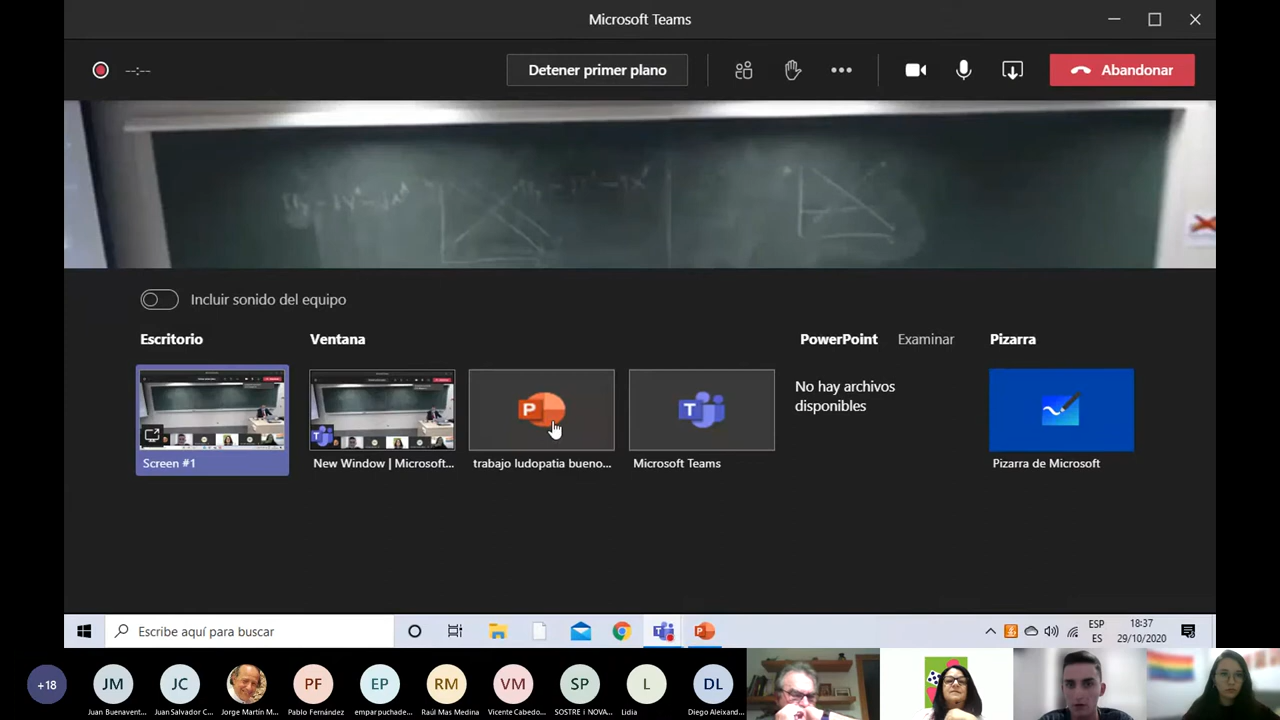 Microsoft Teams
--:--
Detener primer plano
Abandonar
Incluir sonido del equipo
Escritorio
Ventana
PowerPoint
Examinar
Pizarra
No hay archivos
disponibles
Screen #1
New Window | Microsoft...
trabajo ludopatia bueno...
Microsoft Teams
Pizarra de Microsoft
Escribe aquí para buscar
ESP
ES
18:37
29/10/2020
+18
JM
JC
PF
EP
RM
VM
SP
L
DL
Juan Buenavent...
Juan Salvador C...
Jorge Martín M...
Pablo Fernández
emparpuchade...
Raúl Mas Medina
Vicente Cabedo...
SOSTRE i NOVA...
Lidia
Diego Aleixand...